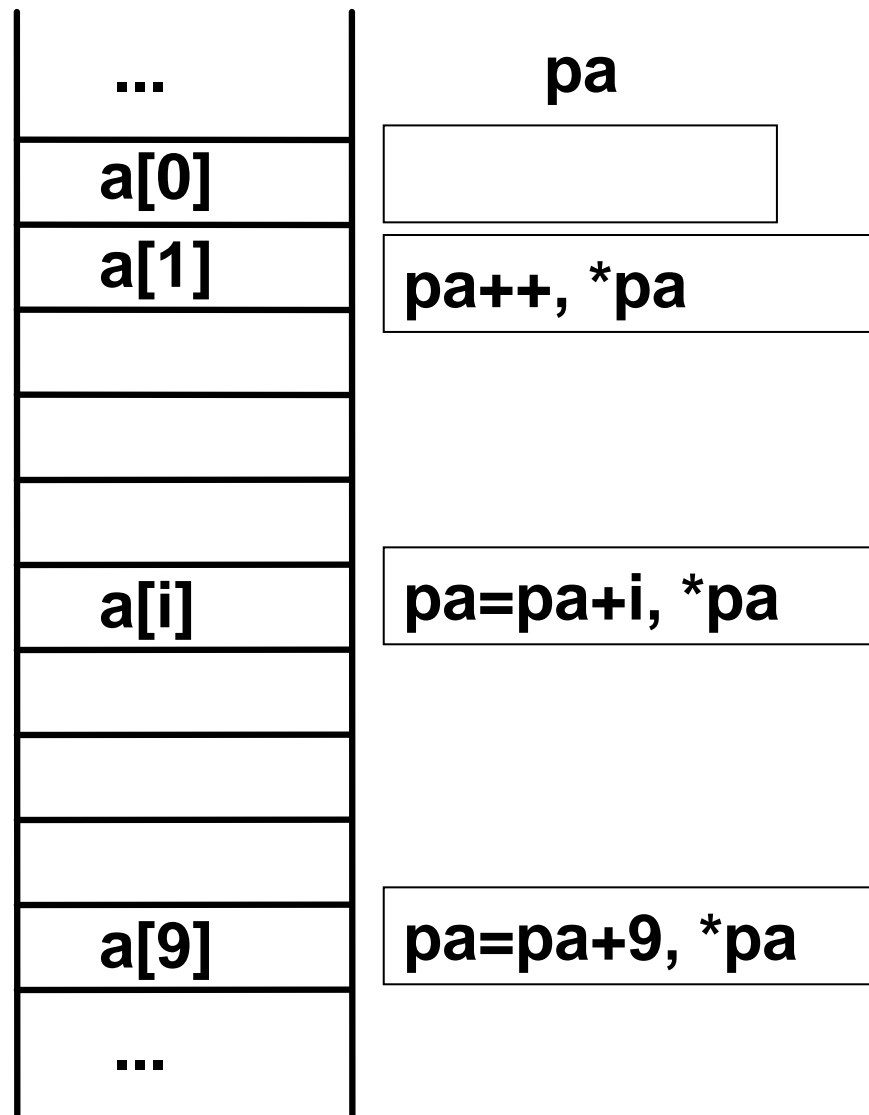 ...
pa
a[0]
a[1]
pa++, *pa
a[i]
pa=pa+i, *pa
a[9]
pa=pa+9, *pa
...